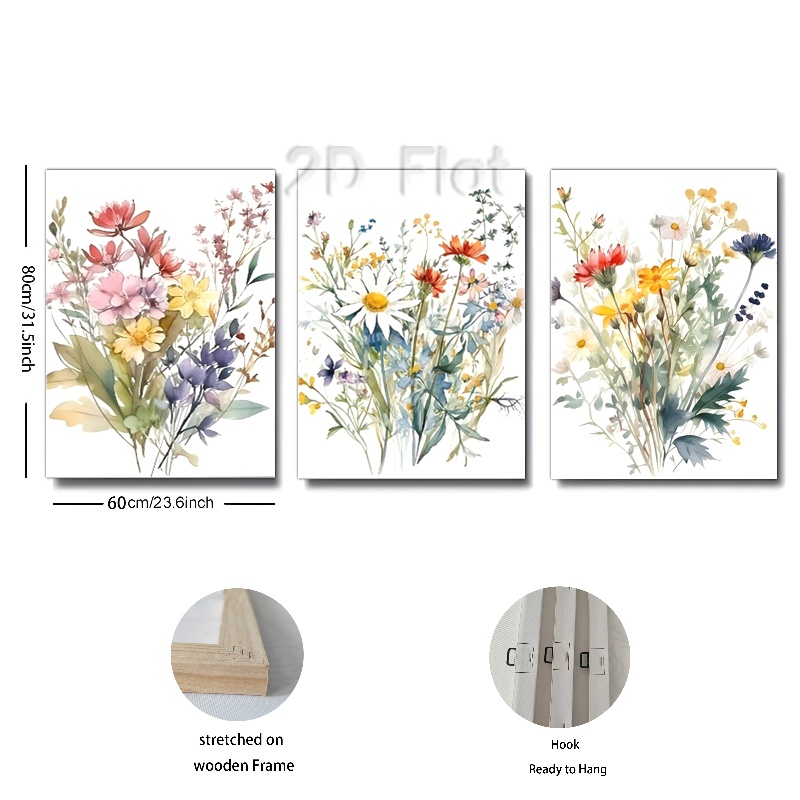 2D Flat
80cm/31.5inch
60cm/23.6inch
stretched on
wooden Frame
Hook
Ready to Hang